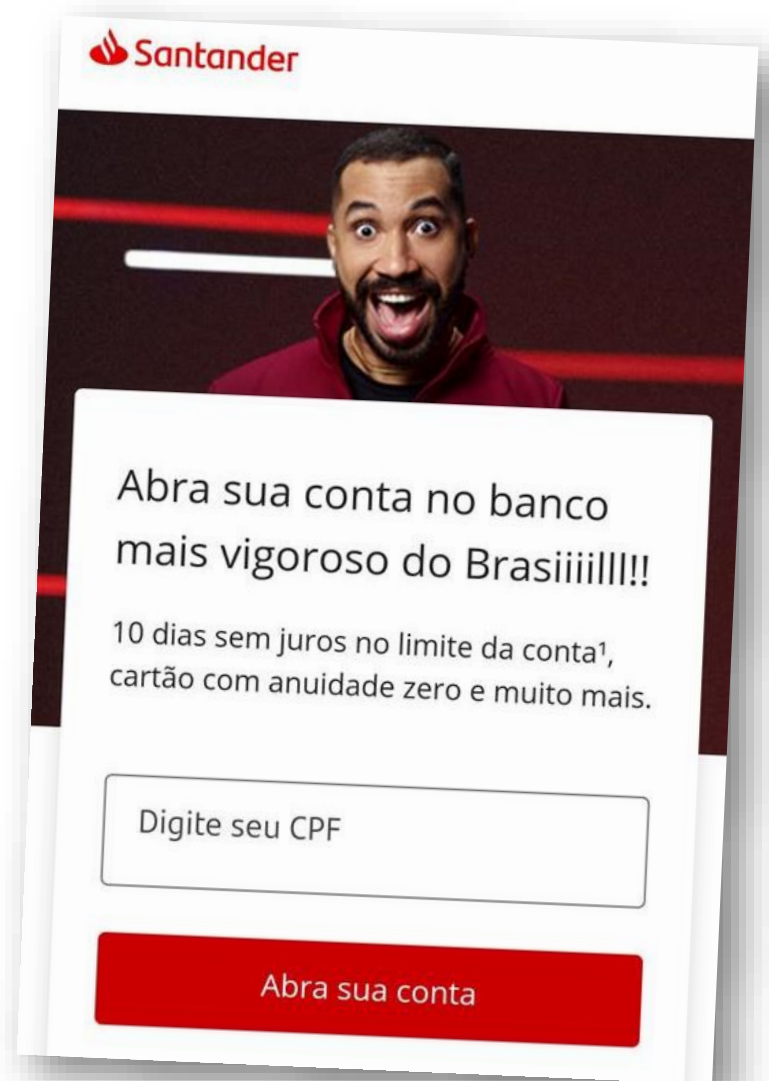 Santander
Abra sua conta no banco
mais vigoroso do Brasiiiilll!!
10 dias sem juros no limite da conta¹,
cartão com anuidade zero e muito mais.
Digite seu CPF
Abra sua conta